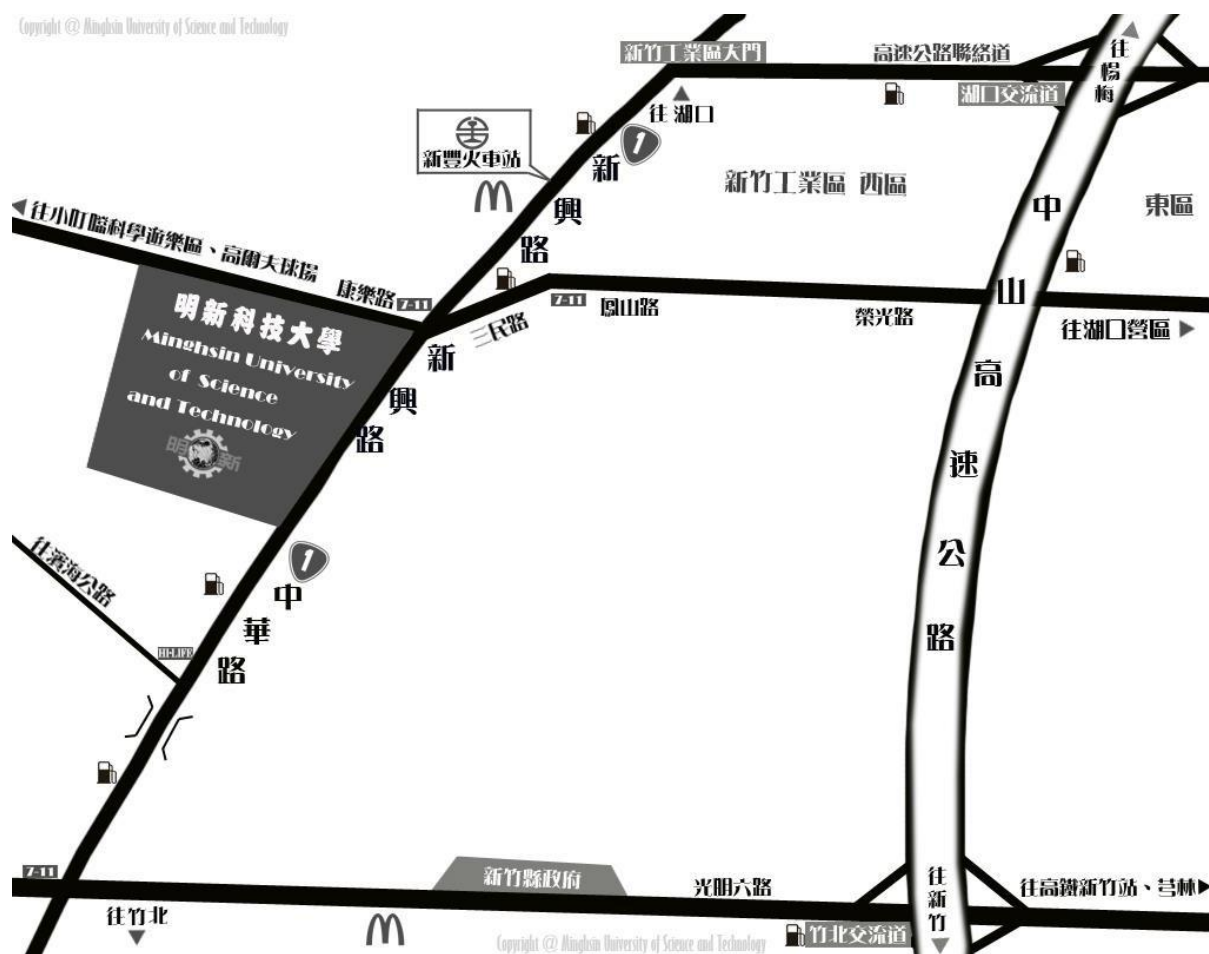 Copyright @ Minghsin University of Science and Technology
新竹工業區大門
高速公路聯絡道
往楊梅
湖口交流道
往湖口
1
新豐火車站
新興路
新竹工業區 西區
中山高速公路
東區
往小叮噹科學遊樂區、高爾夫球場
康樂路
7-11
7-11
鳳山路
三民路
榮光路
往湖口營區
明新科技大學
Minghsin University
of Science
and Technology
明新
新興路
往濱海公路
1
中華路
HI-LIFE
7-11
新竹縣政府
光明六路
往新竹
往高鐵新竹站、芎林
往竹北
竹北交流道
Copyright @ Minghsin University of Science and Technology